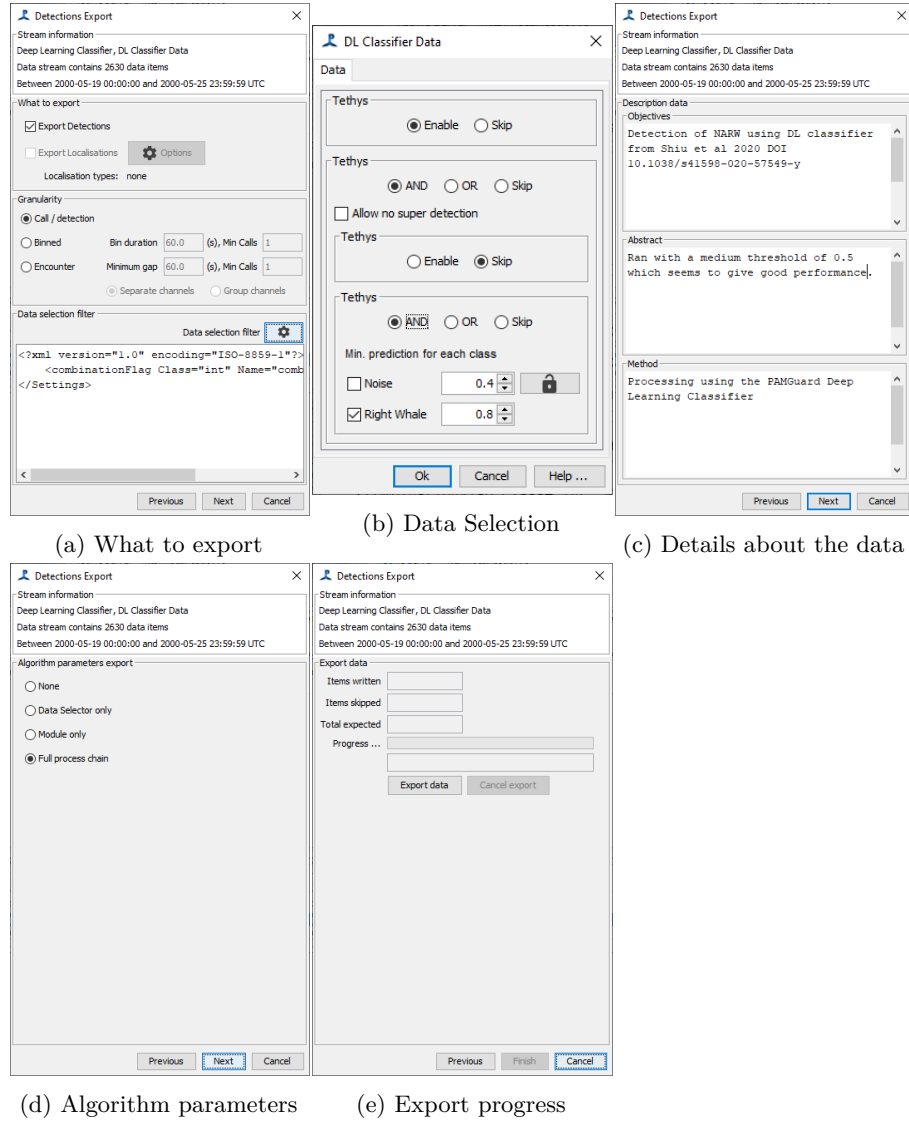 Detections Export
Stream information
Deep Learning Classifier, DL Classifier Data
Data stream contains 2630 data items
Between 2000-05-19 00:00:00 and 2000-05-25 23:59:59 UTC
What to export
Export Detections
Export Localisations Options
Localisation types: none
Granularity
Call / detection
Binned Bin duration 60.0 (s), Min Calls 1
Encounter Minimum gap 60.0 (s), Min Calls 1
Separate channels Group channels
Data selection filter
Data selection filter
<?xml version="1.0" encoding="ISO-8859-1"?>
<combinationFlag Class="int" Name="comb
</Settings>
Previous Next Cancel
(a) What to export
DL Classifier Data
Data
Tethys
Enable Skip
Tethys
AND OR Skip
Allow no super detection
Tethys
Enable Skip
Tethys
AND OR Skip
Min. prediction for each class
Noise 0.4
Right Whale 0.8
Ok Cancel Help ...
(b) Data Selection
Detections Export
Stream information
Deep Learning Classifier, DL Classifier Data
Data stream contains 2630 data items
Between 2000-05-19 00:00:00 and 2000-05-25 23:59:59 UTC
Description data
Objectives
Detection of NARW using DL classifier
from Shiu et al 2020 DOI
10.1038/s41598-020-57549-y
Abstract
Ran with a medium threshold of 0.5
which seems to give good performance.
Method
Processing using the PAMGuard Deep
Learning Classifier
Previous Next Cancel
(c) Details about the data
Detections Export
Stream information
Deep Learning Classifier, DL Classifier Data
Data stream contains 2630 data items
Between 2000-05-19 00:00:00 and 2000-05-25 23:59:59 UTC
Algorithm parameters export
None
Data Selector only
Module only
Full process chain
Previous Next Cancel
(d) Algorithm parameters
Detections Export
Stream information
Deep Learning Classifier, DL Classifier Data
Data stream contains 2630 data items
Between 2000-05-19 00:00:00 and 2000-05-25 23:59:59 UTC
Export data
Items written
Items skipped
Total expected
Progress ...
Export data Cancel export
Previous Finish Cancel
(e) Export progress